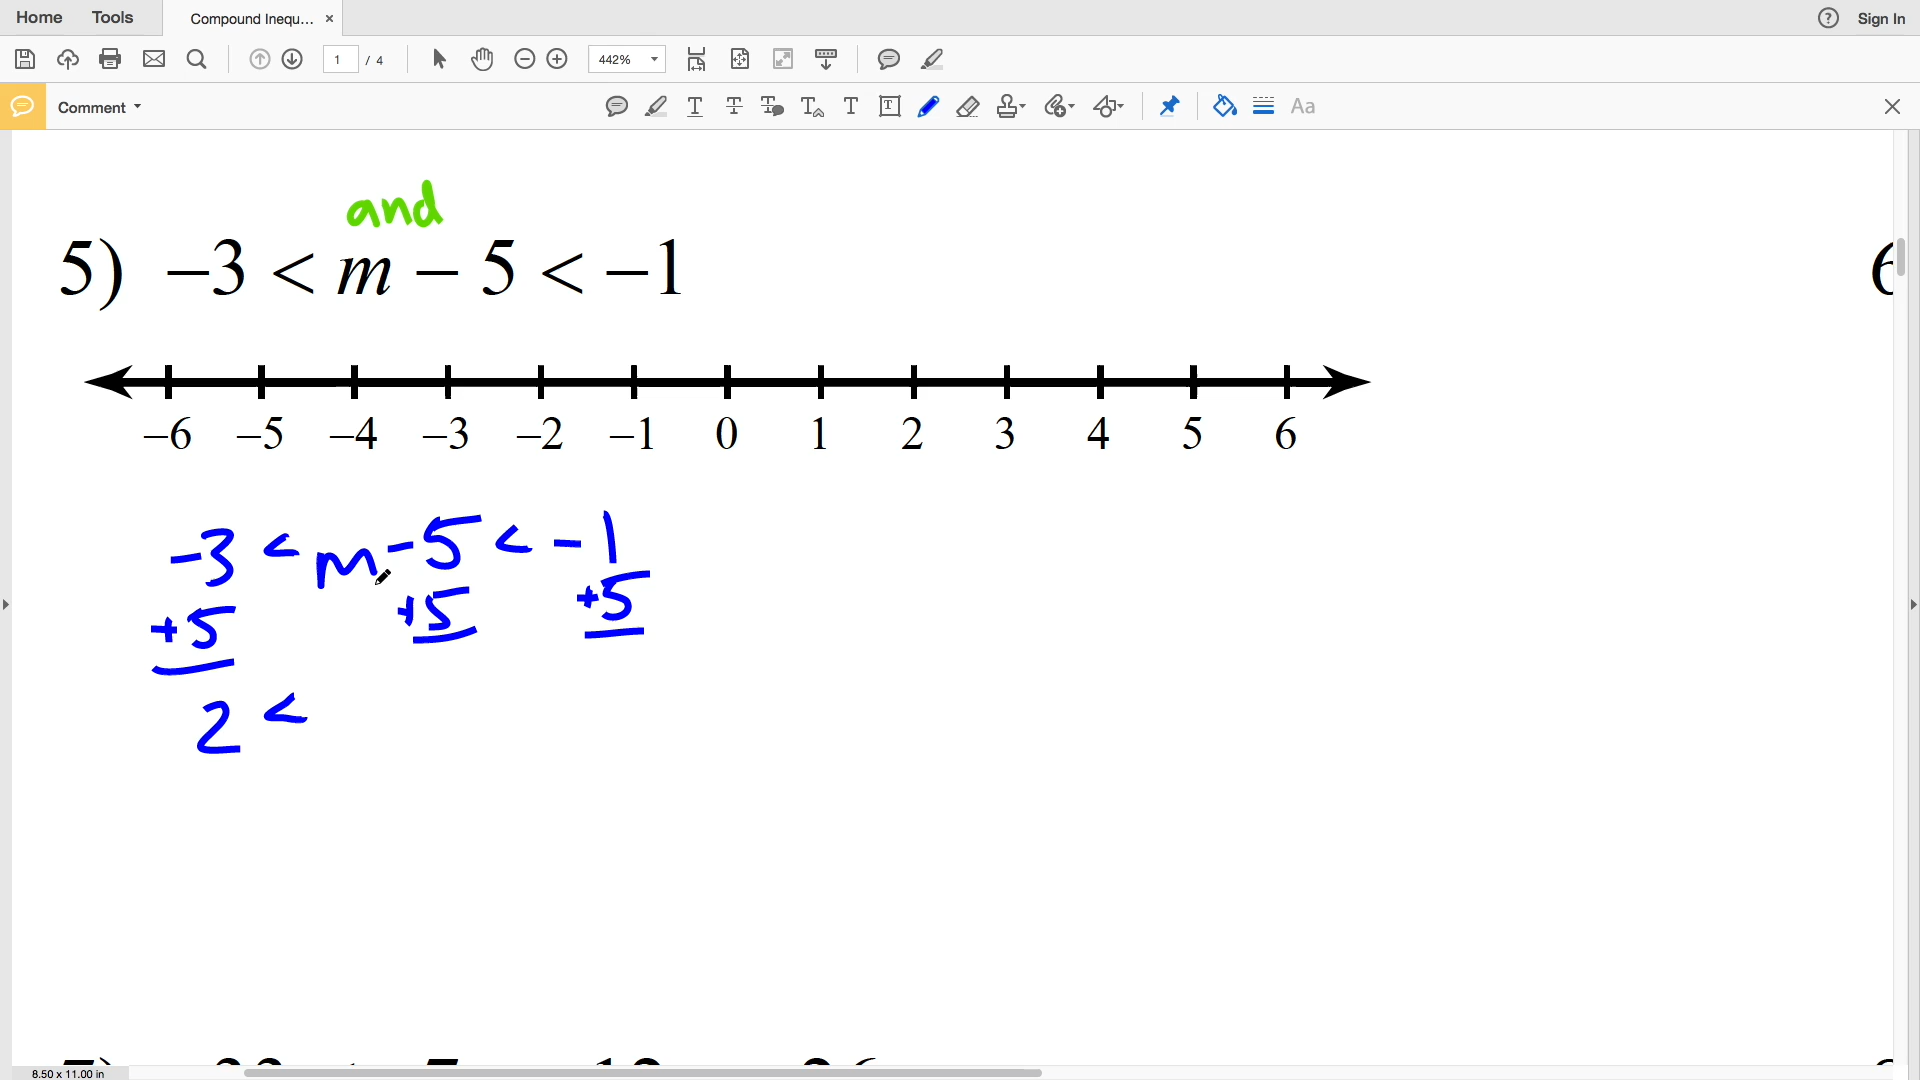 Home Tools Compound Inequ... × ? Sign In
1 / 4 442%
Comment T T T T T T Aa
and
5) −3 < m − 5 < −1
−6 −5 −4 −3 −2 −1 0 1 2 3 4 5 6
-3 < m -5 < -1
+5 +5 +5
2 <
8.50 x 11.00 in